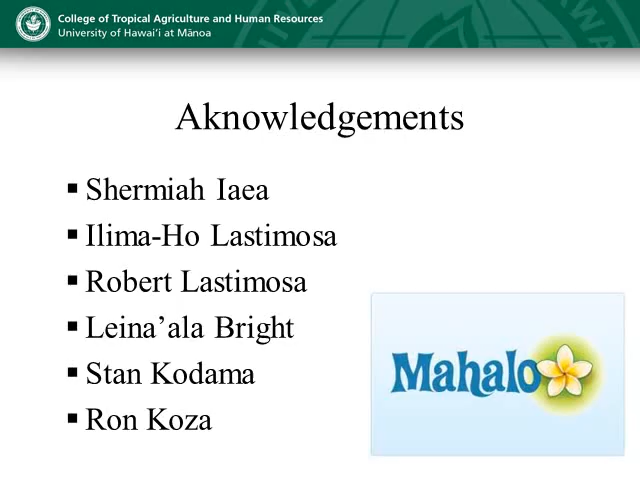 College of Tropical Agriculture and Human Resources
University of Hawai'i at Mānoa
Aknowledgements
▪ Shermiah Iaea
▪ Ilima-Ho Lastimosa
▪ Robert Lastimosa
▪ Leina’ala Bright
▪ Stan Kodama
▪ Ron Koza
Mahalo